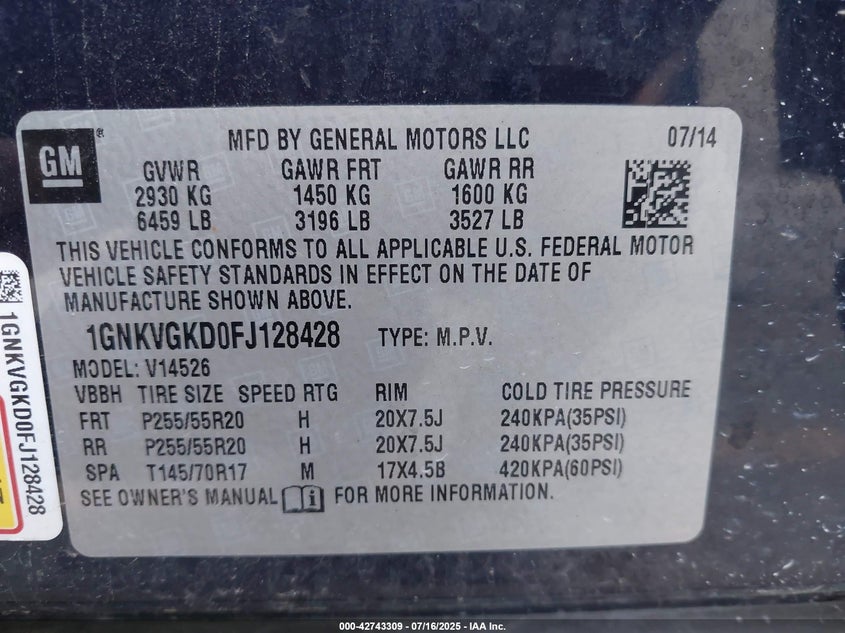 GM ®
MFD BY GENERAL MOTORS LLC 07/14
GVWR GAWR FRT GAWR RR
2930 KG 1450 KG 1600 KG
6459 LB 3196 LB 3527 LB
THIS VEHICLE CONFORMS TO ALL APPLICABLE U.S. FEDERAL MOTOR
VEHICLE SAFETY STANDARDS IN EFFECT ON THE DATE OF
MANUFACTURE SHOWN ABOVE.
1GNKVGKD0FJ128428 TYPE: M.P.V.
MODEL: V14526
VBBH TIRE SIZE SPEED RTG RIM COLD TIRE PRESSURE
FRT P255/55R20 H 20X7.5J 240KPA(35PSI)
RR P255/55R20 H 20X7.5J 240KPA(35PSI)
SPA T145/70R17 M 17X4.5B 420KPA(60PSI)
SEE OWNER'S MANUAL FOR MORE INFORMATION.
1GNKVGKD0FJ128428
000-42743309 - 07/16/2025 - IAA Inc.